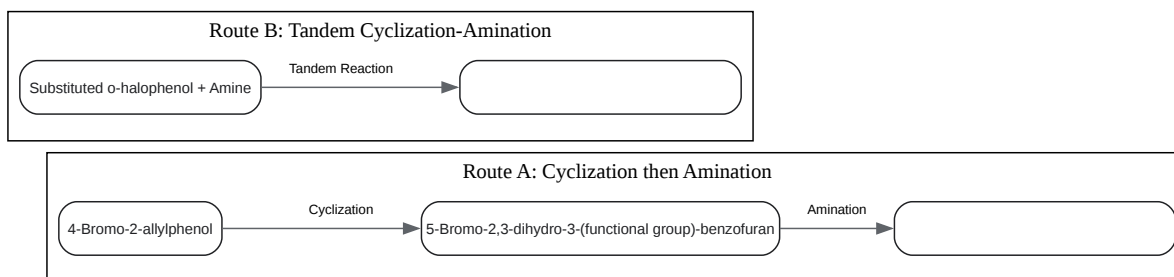 Route B: Tandem Cyclization-Amination
Substituted o-halophenol + Amine
Tandem Reaction
Route A: Cyclization then Amination
4-Bromo-2-allylphenol
Cyclization
5-Bromo-2,3-dihydro-3-(functional group)-benzofuran
Amination